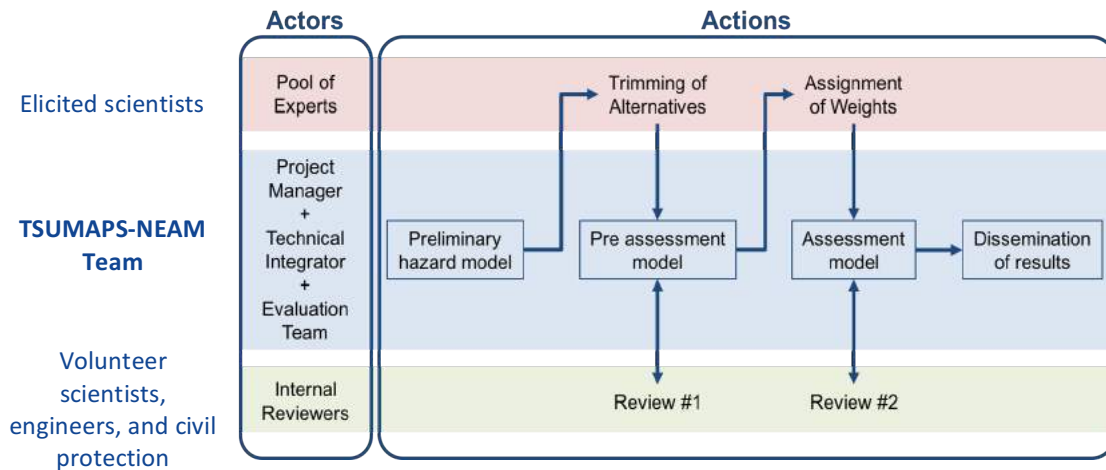 Actors
Actions
Elicited scientists
Pool of
Experts
Trimming of
Alternatives
Assignment
of Weights
TSUMAPS-NEAM
Team
Project
Manager
+
Technical
Integrator
+
Evaluation
Team
Preliminary
hazard model
Pre assessment
model
Assessment
model
Dissemination
of results
Volunteer
scientists,
engineers, and civil
protection
Internal
Reviewers
Review #1
Review #2